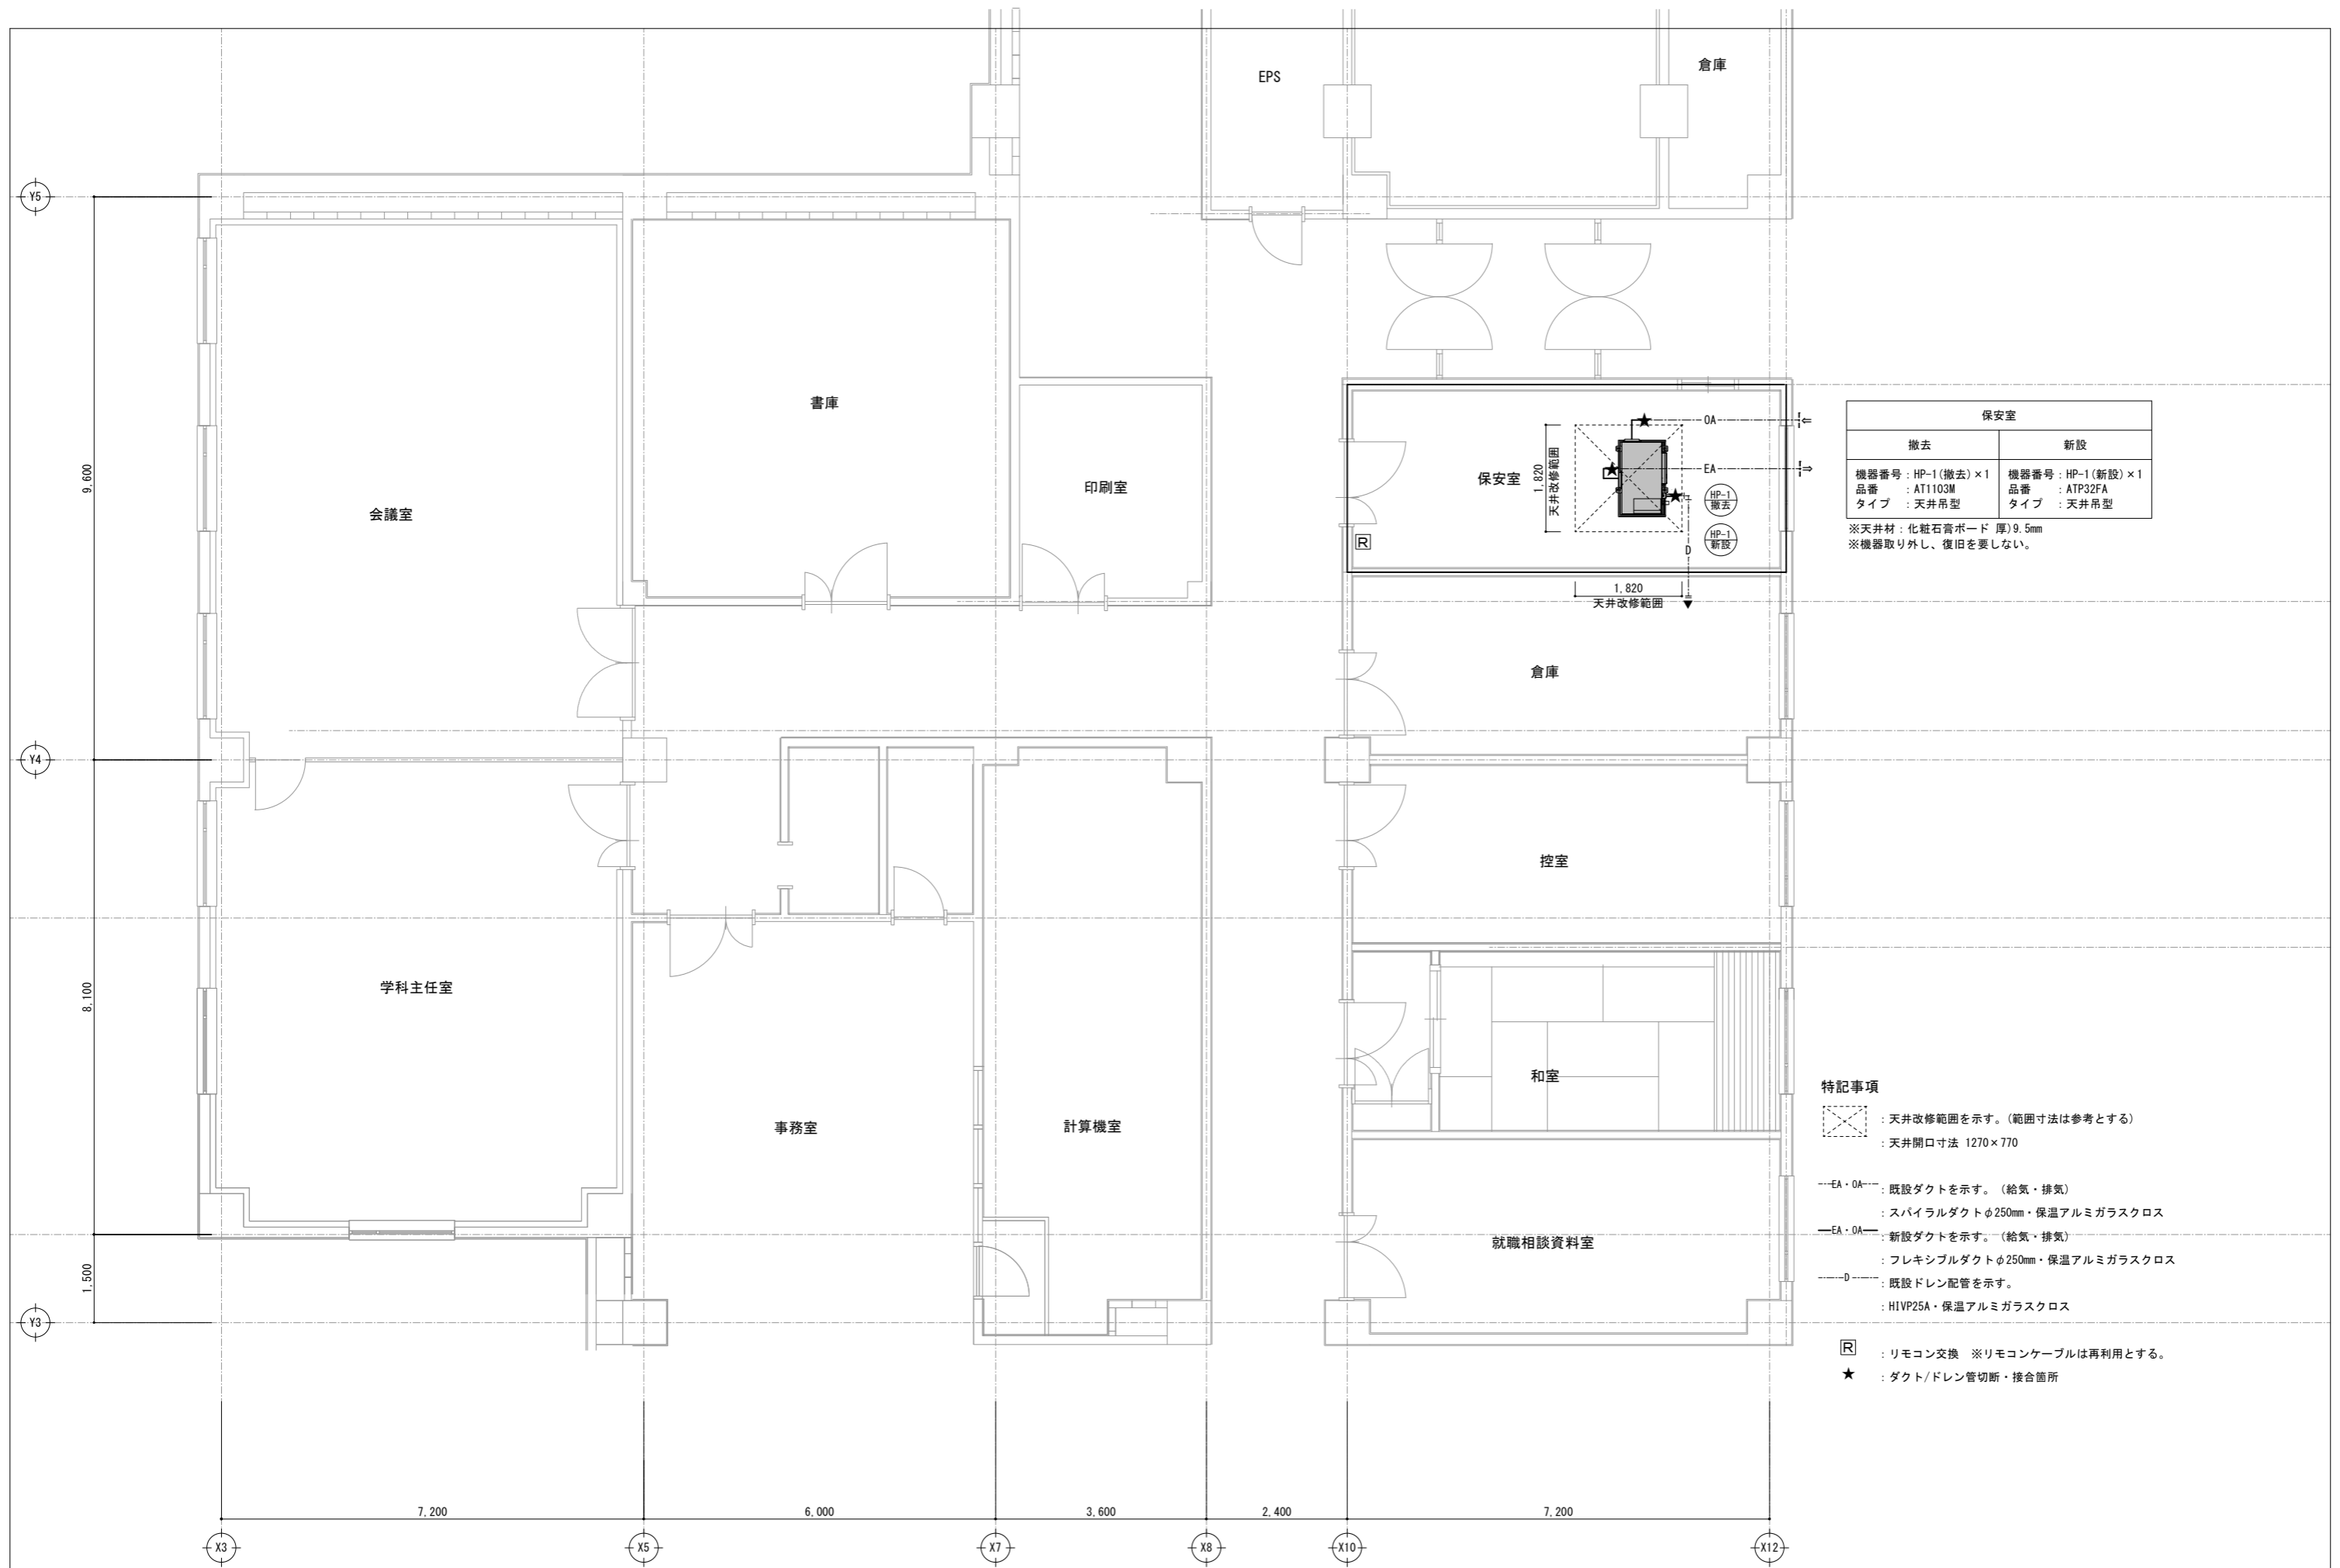 EPS
倉庫
Y5
書庫
会議室
印刷室
9,600
保安室
1,820
天井改修範囲
OA
EA
HP-1
撤去
HP-1
新設
D
R
1,820
天井改修範囲
保安室
撤去 新設
機器番号：HP-1(撤去)×1 機器番号：HP-1(新設)×1
品番　　：AT1103M 品番　　：ATP32FA
タイプ　：天井吊型 タイプ　：天井吊型
※天井材：化粧石膏ボード 厚)9.5mm
※機器取り外し、復旧を要しない。
倉庫
Y4
控室
学科主任室
8,100
事務室
計算機室
和室
就職相談資料室
1,500
Y3
特記事項
：天井改修範囲を示す。(範囲寸法は参考とする)
：天井開口寸法 1270×770
EA・OA：既設ダクトを示す。（給気・排気）
：スパイラルダクトφ250mm・保温アルミガラスクロス
EA・OA：新設ダクトを示す。（給気・排気）
：フレキシブルダクトφ250mm・保温アルミガラスクロス
D：既設ドレン配管を示す。
：HIVP25A・保温アルミガラスクロス
R：リモコン交換　※リモコンケーブルは再利用とする。
★：ダクト/ドレン管切断・接合箇所
7,200 6,000 3,600 2,400 7,200
X3 X5 X7 X8 X10 X12